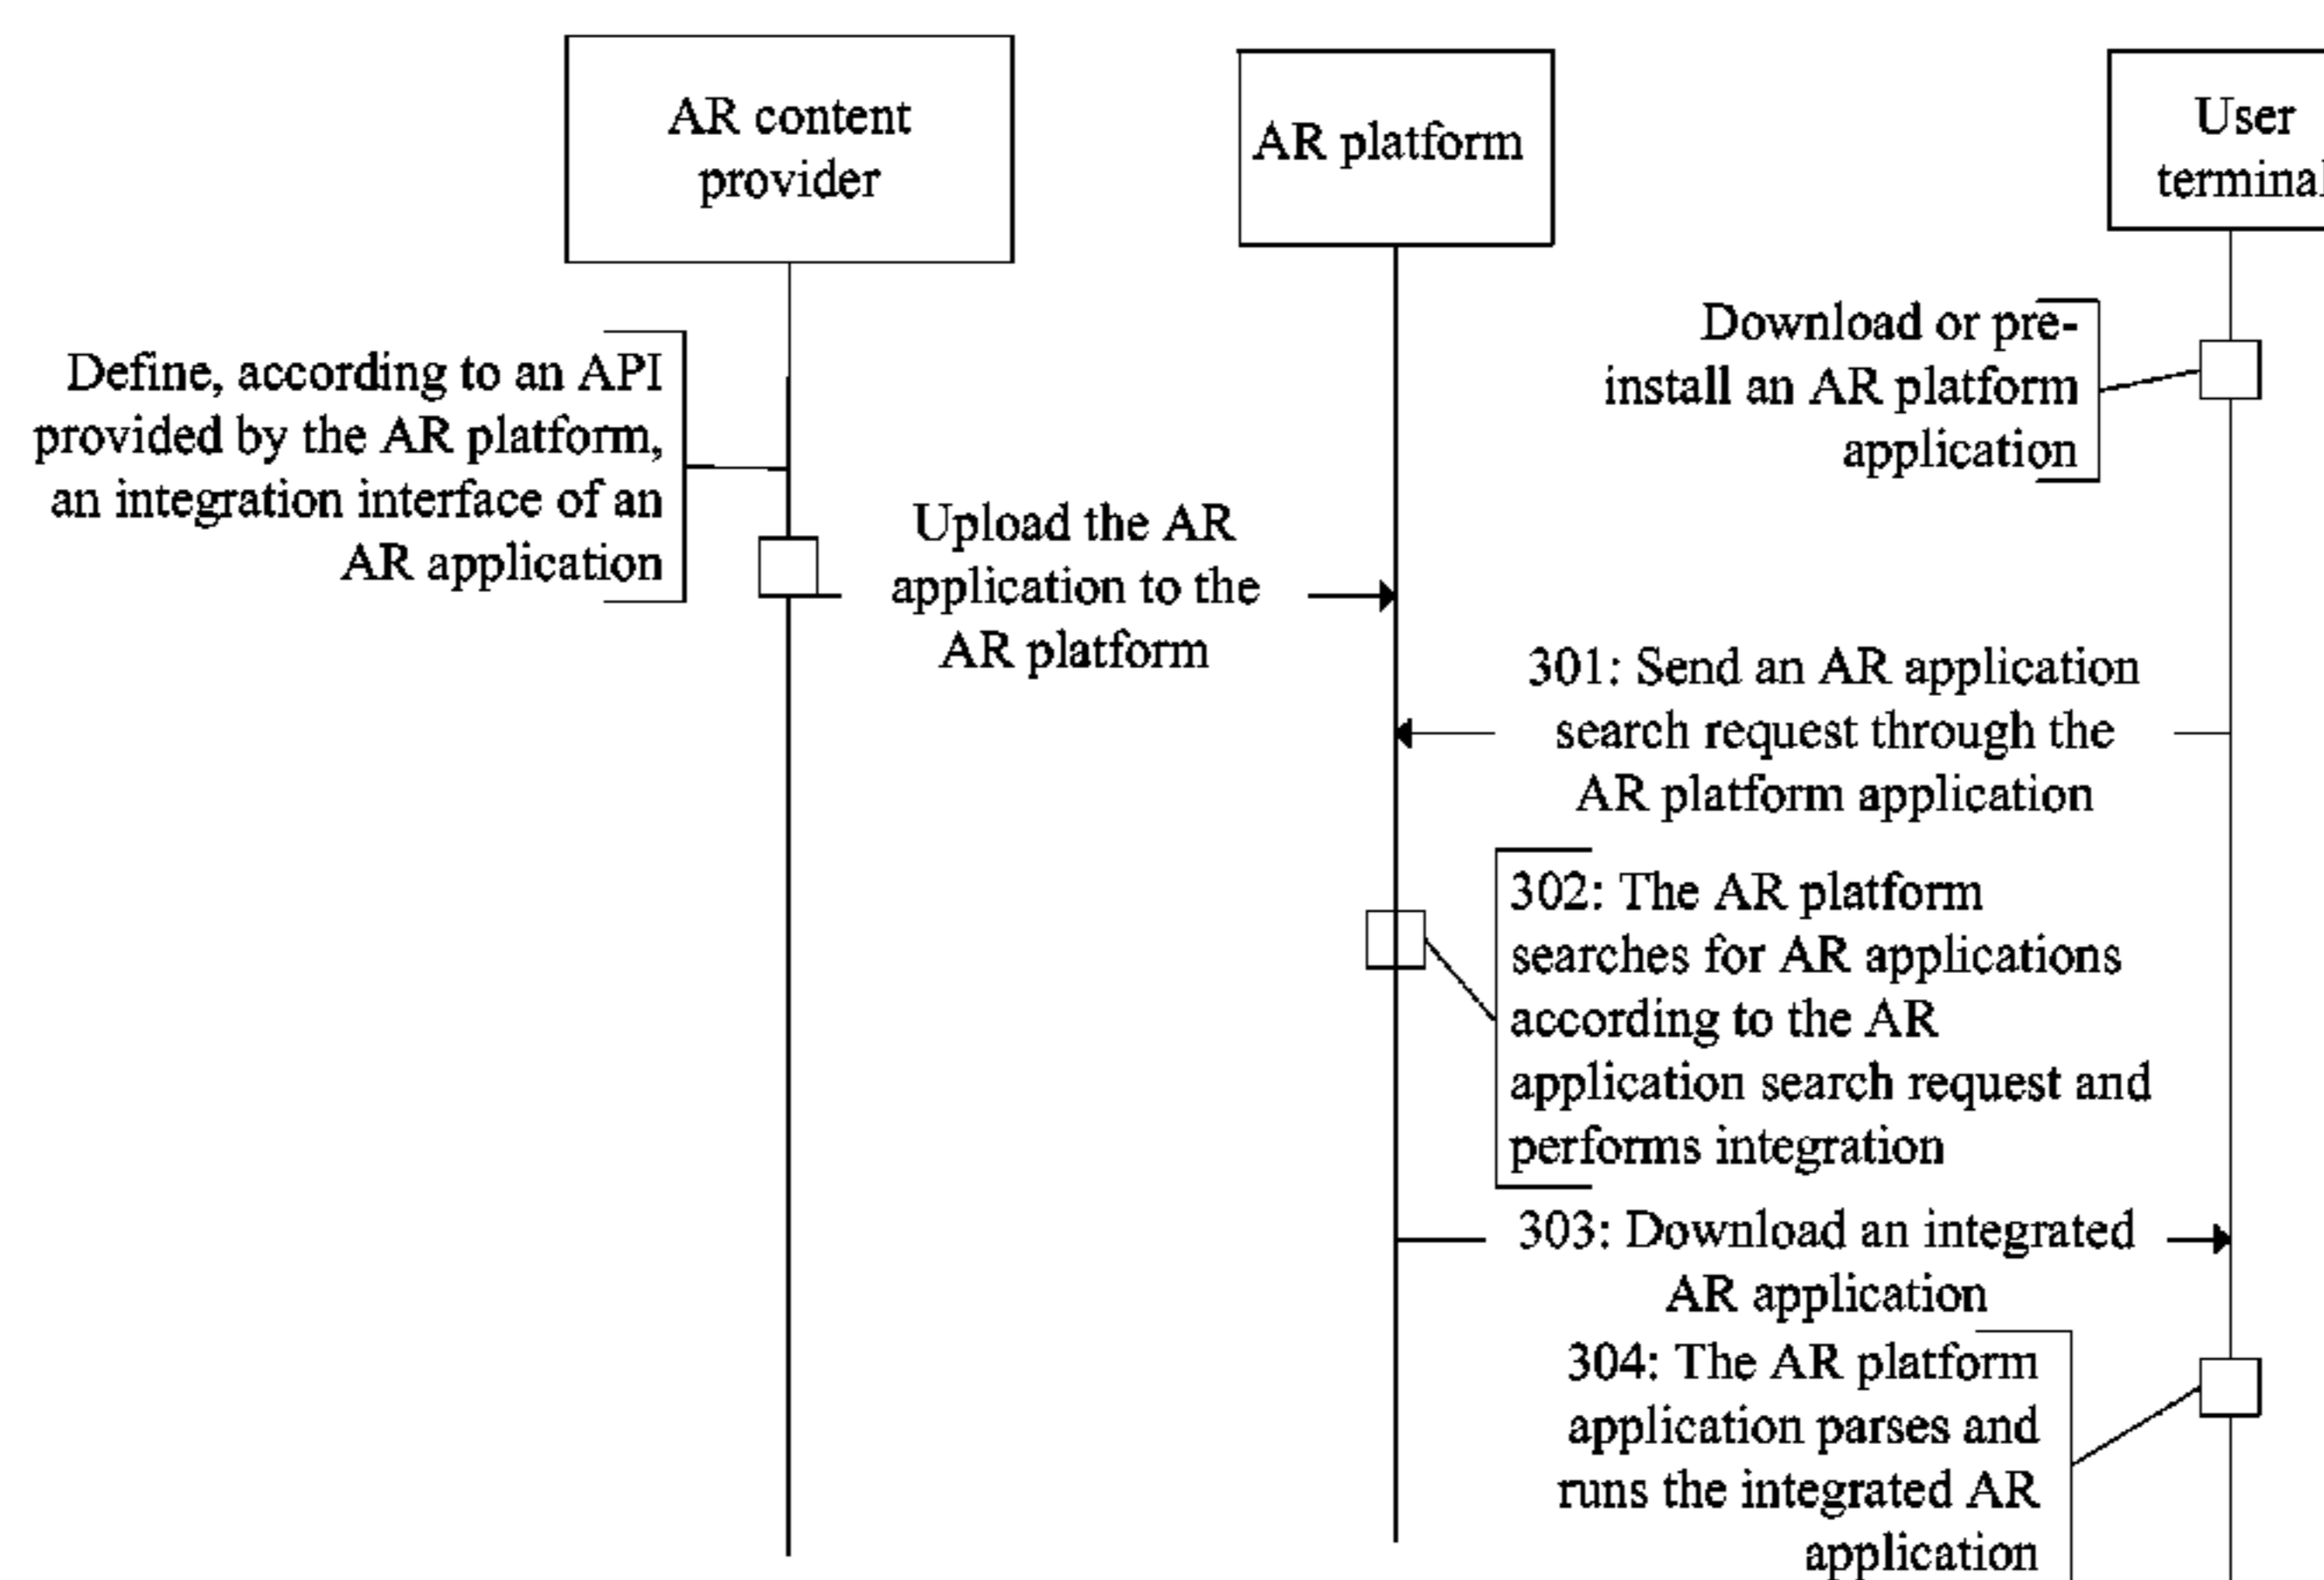 AR content
provider
AR platform
User
terminal
Define, according to an API
provided by the AR platform,
an integration interface of an
AR application
Download or pre-
install an AR platform
application
Upload the AR
application to the
AR platform
301: Send an AR application
search request through the
AR platform application
302: The AR platform
searches for AR applications
according to the AR
application search request and
performs integration
303: Download an integrated
AR application
304: The AR platform
application parses and
runs the integrated AR
application